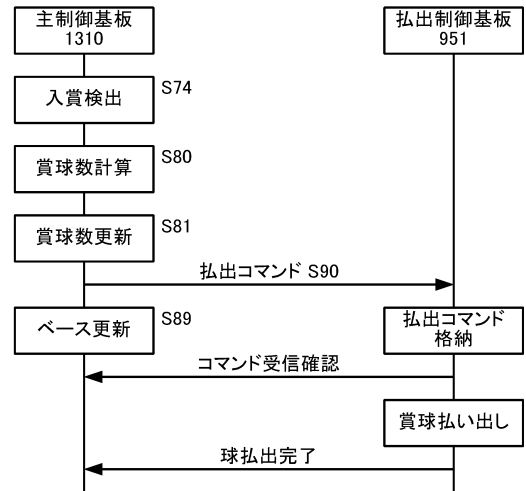 主制御基板
1310
払出制御基板
951
入賞検出
S74
賞球数計算
S80
賞球数更新
S81
払出コマンド S90
ベース更新
S89
払出コマンド
格納
コマンド受信確認
賞球払い出し
球払出完了